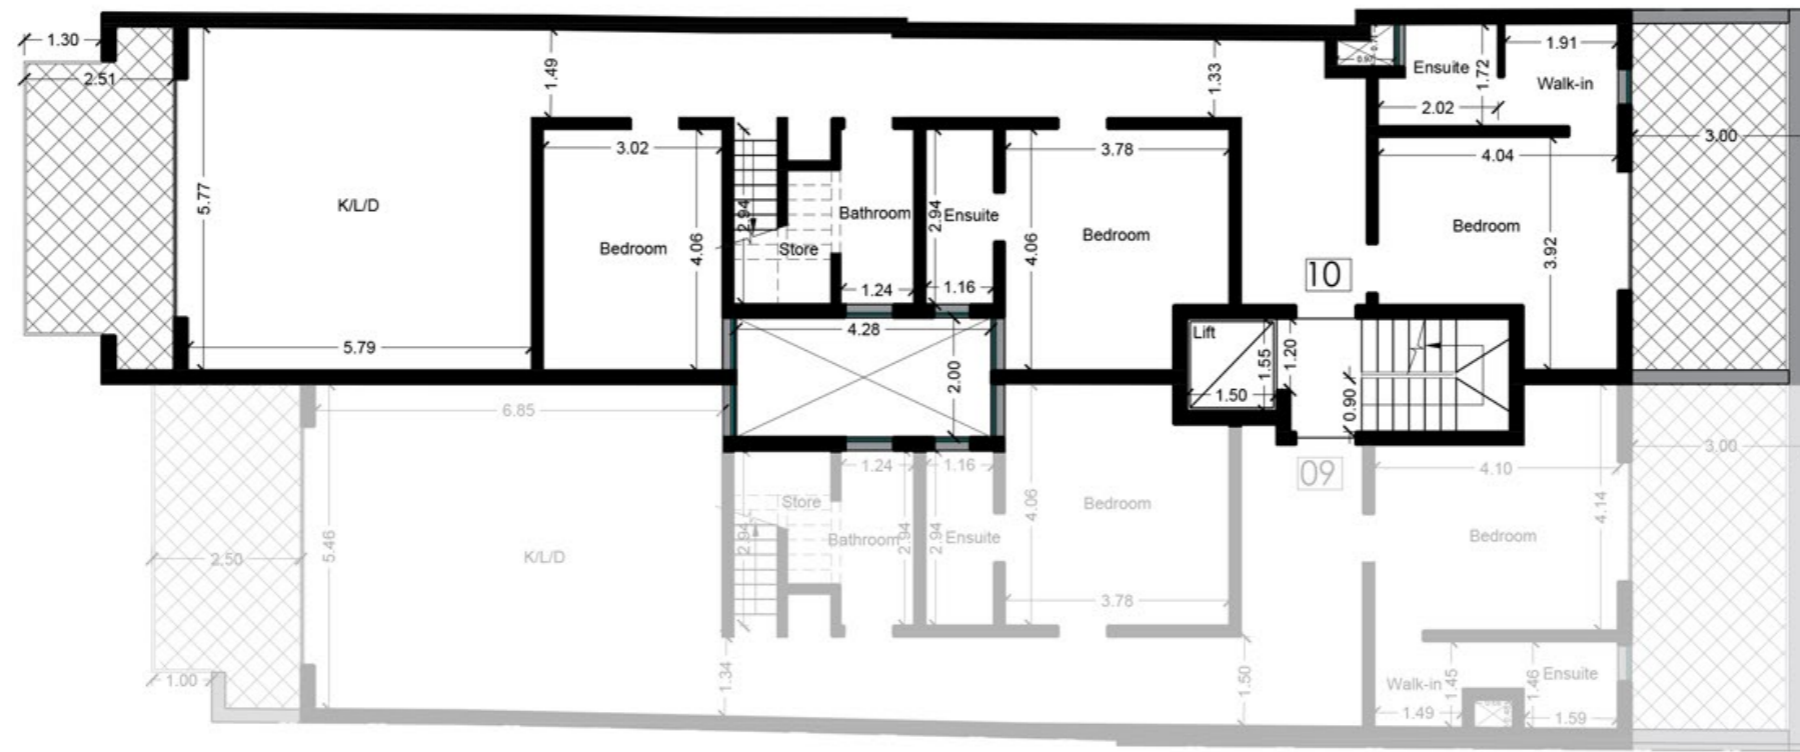 1.30
2.51
1.49
1.33
1.91
Ensuite
1.72
Walk-in
2.02
3.00
3.02
3.78
4.04
5.77
K/L/D
Bedroom
4.06
2.94
Store
Bathroom
2.94
Ensuite
4.06
Bedroom
Bedroom
3.92
10
1.24
1.16
5.79
4.28
2.00
Lift
1.55
1.20
1.50
0.90
6.85
09
1.24
1.16
4.10
3.00
Store
4.06
Bedroom
4.14
2.50
5.46
K/L/D
2.94
Bathroom
2.94
2.94
Ensuite
Bedroom
3.78
1.00
1.34
1.50
Walk-in
1.45
1.46
Ensuite
1.49
1.59